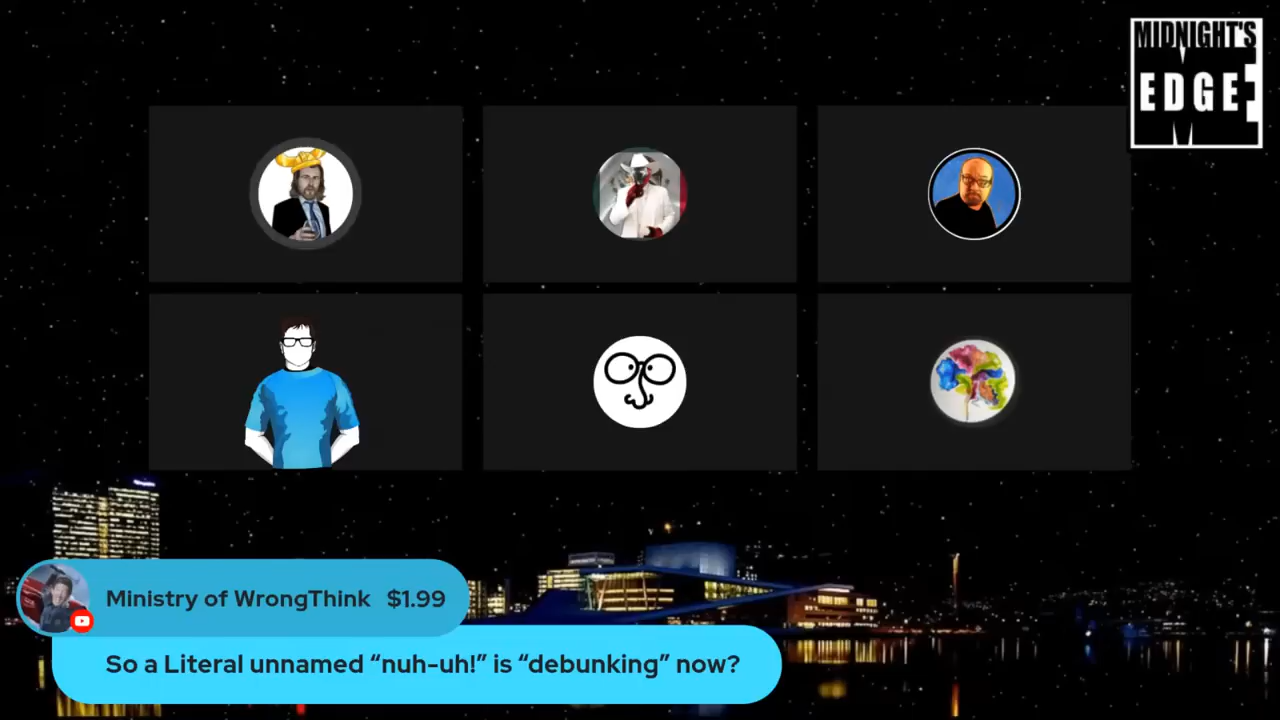 MIDNIGHT'S
EDGE
Ministry of WrongThink $1.99
So a Literal unnamed “nuh-uh!” is “debunking” now?